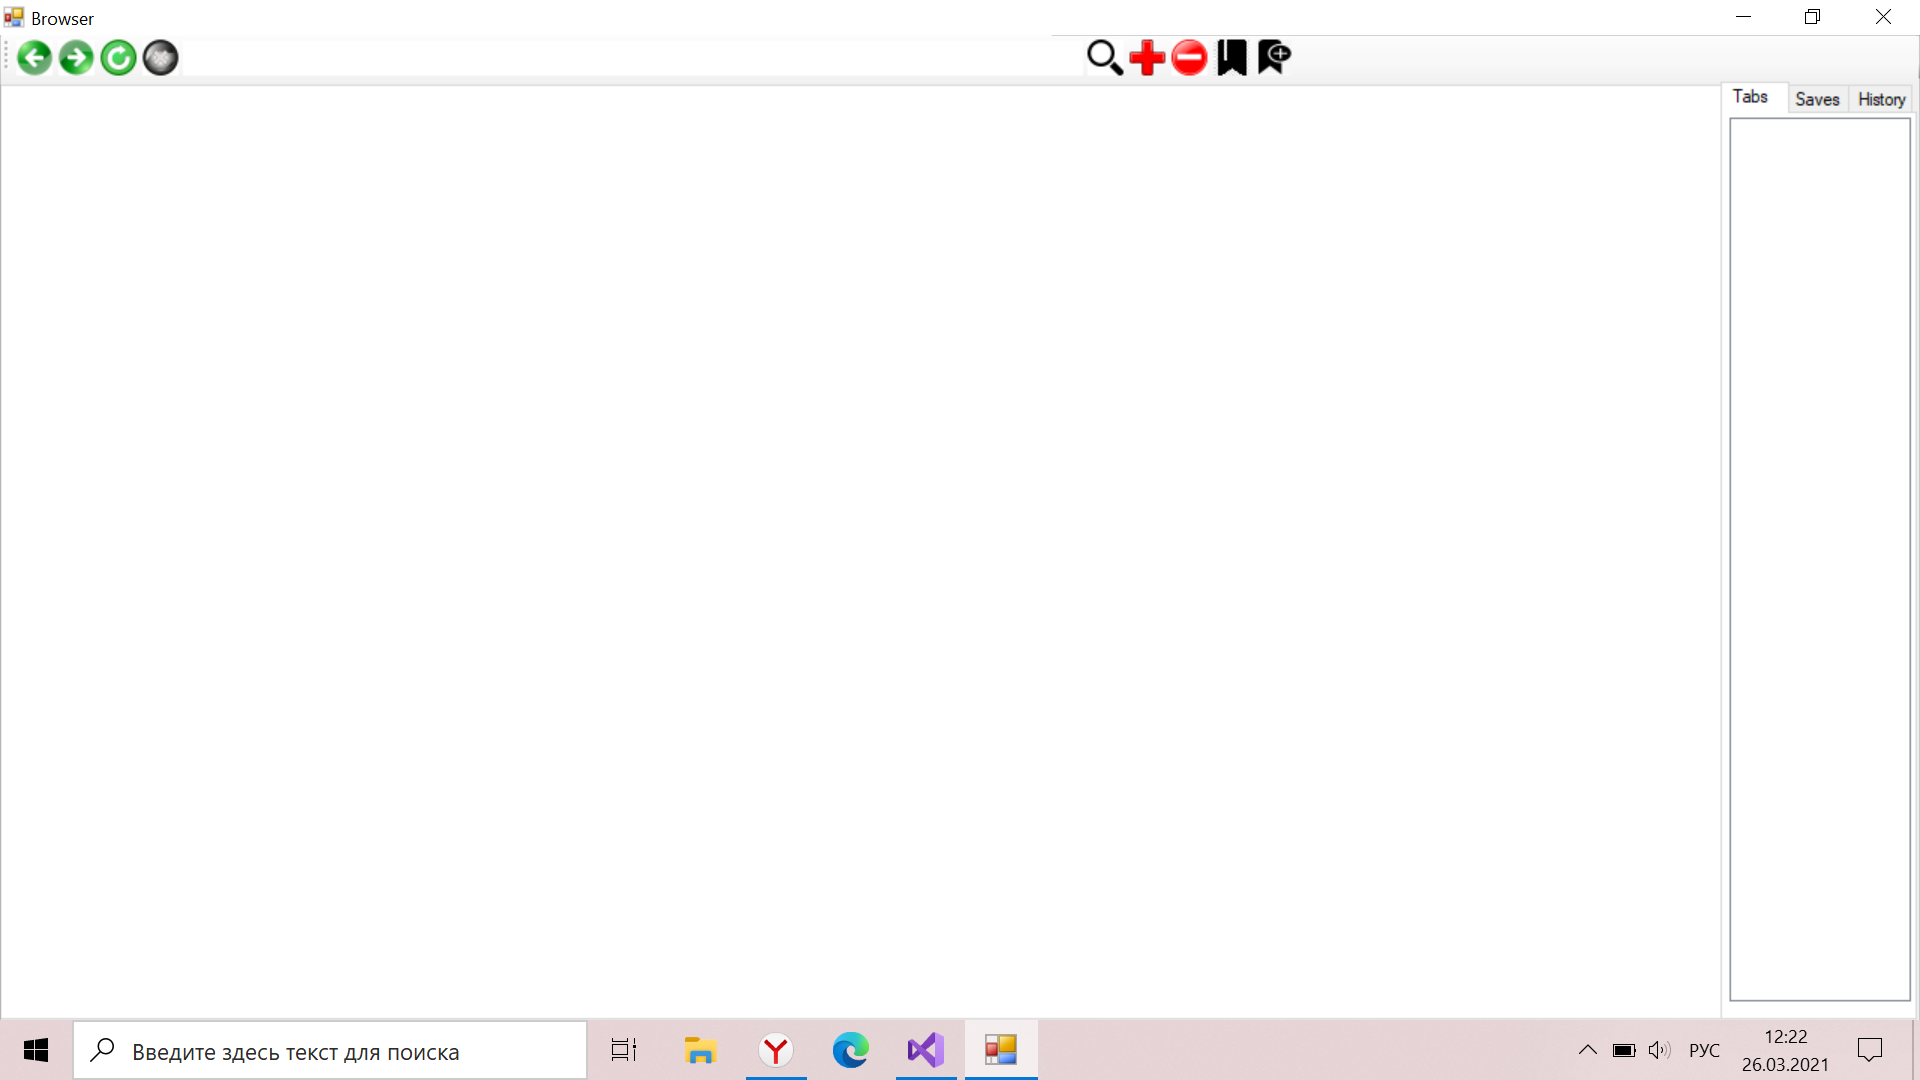 Browser
Tabs
Saves
History
Введите здесь текст для поиска
РУС
12:22
26.03.2021